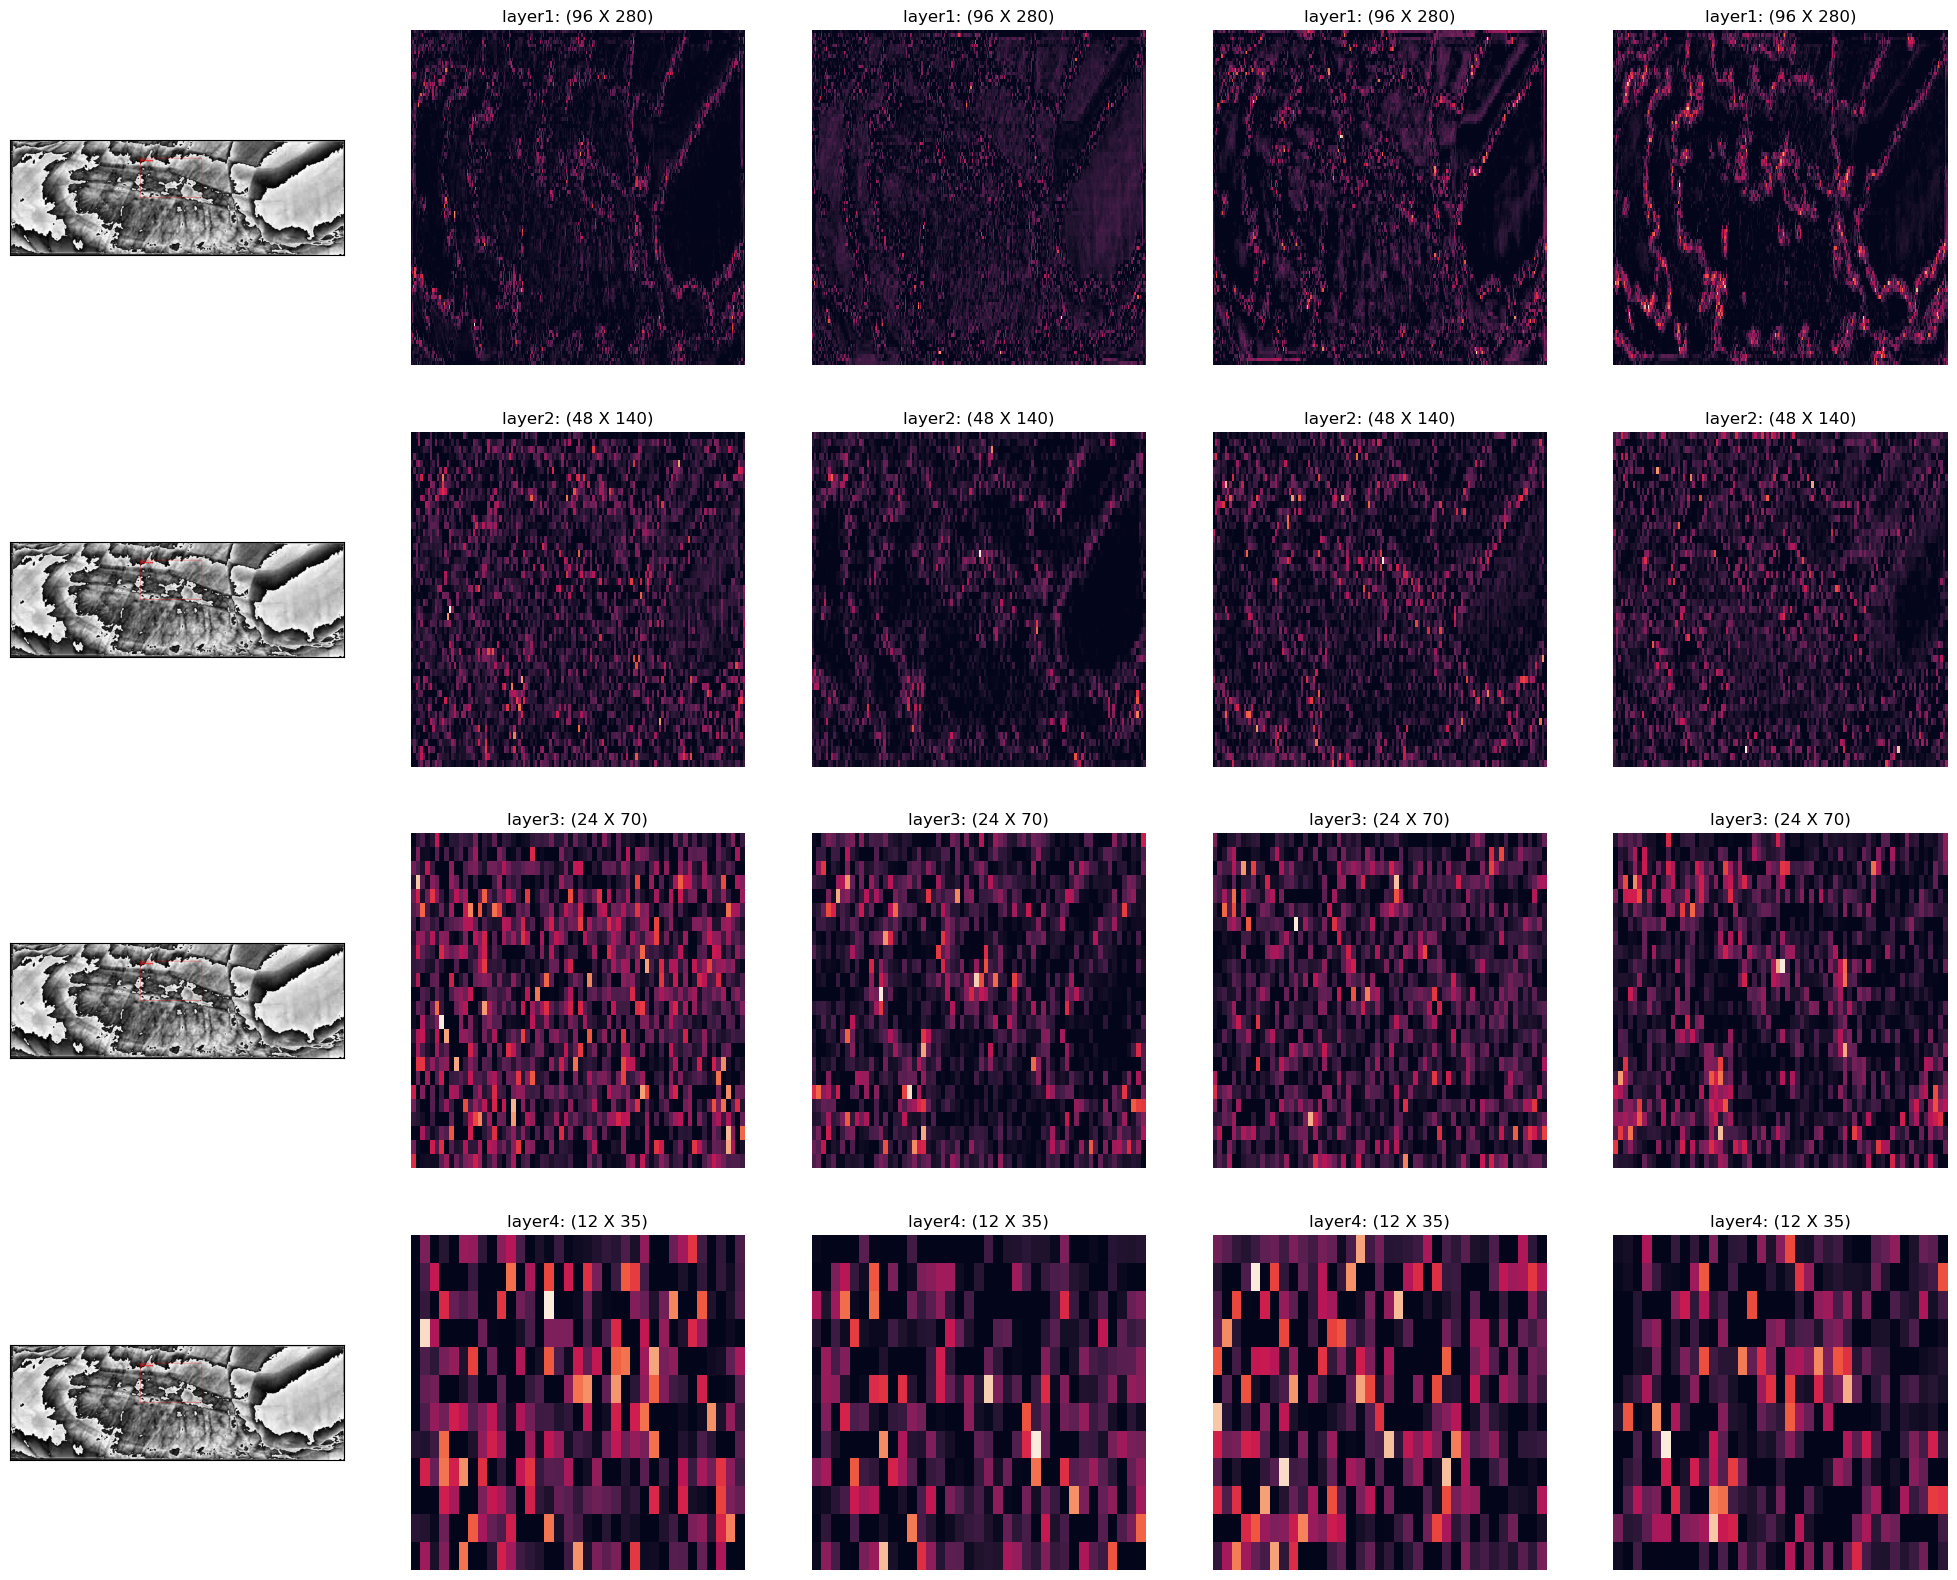 layer1: (96 X 280) layer1: (96 X 280) layer1: (96 X 280) layer1: (96 X 280)
layer2: (48 X 140) layer2: (48 X 140) layer2: (48 X 140) layer2: (48 X 140)
layer3: (24 X 70) layer3: (24 X 70) layer3: (24 X 70) layer3: (24 X 70)
layer4: (12 X 35) layer4: (12 X 35) layer4: (12 X 35) layer4: (12 X 35)